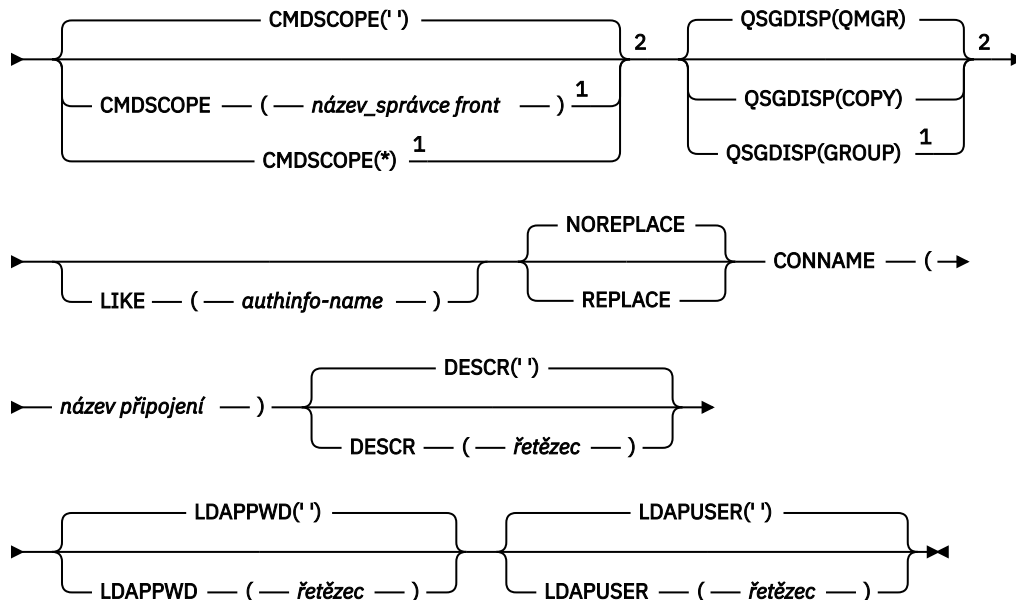 CMDSCOPE(' ')
2
CMDSCOPE ( název_správce front ) 1
CMDSCOPE(*) 1
QSGDISP(QMGR)
2
QSGDISP(COPY)
QSGDISP(GROUP) 1
LIKE ( authinfo-name )
NOREPLACE
REPLACE
CONNAME (
název připojení )
DESCR(' ')
DESCR ( řetězec )
LDAPPWD(' ')
LDAPPWD ( řetězec )
LDAPUSER(' ')
LDAPUSER ( řetězec )